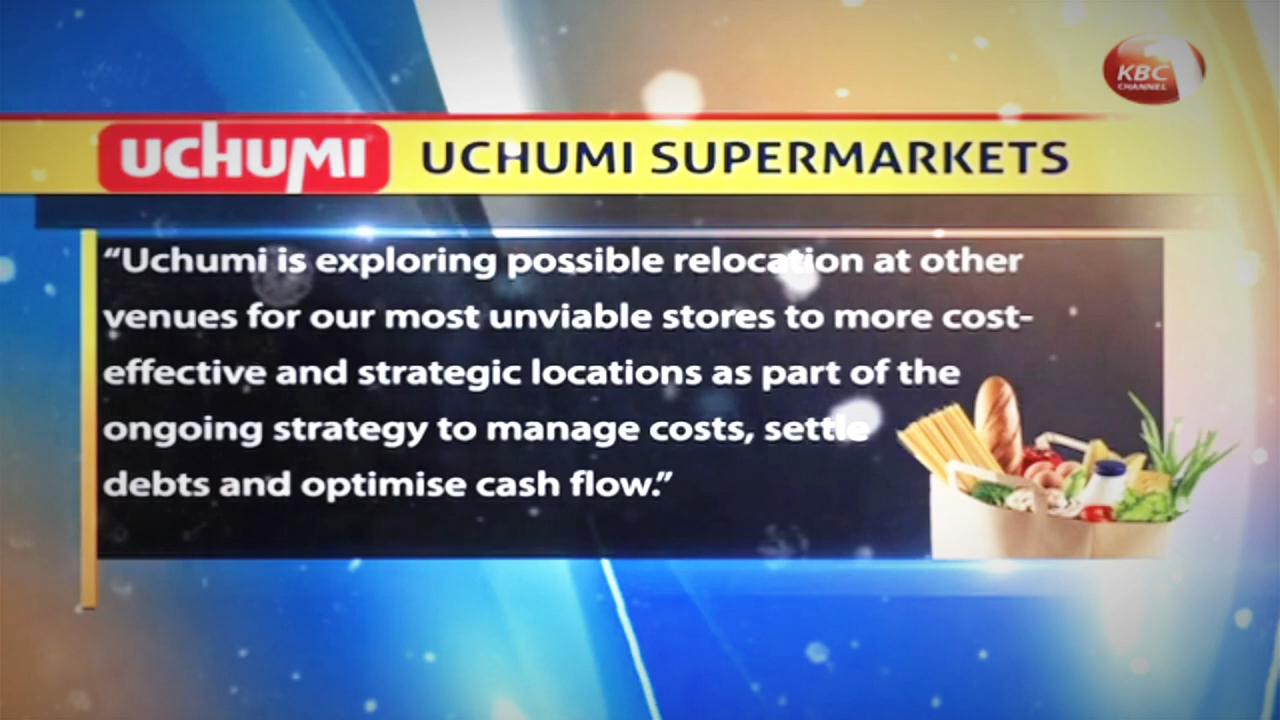 KBC 1
CHANNEL
UCHUMI
UCHUMI SUPERMARKETS
“Uchumi is exploring possible relocation at other
venues for our most unviable stores to more cost-
effective and strategic locations as part of the
ongoing strategy to manage costs, settle
debts and optimise cash flow.”